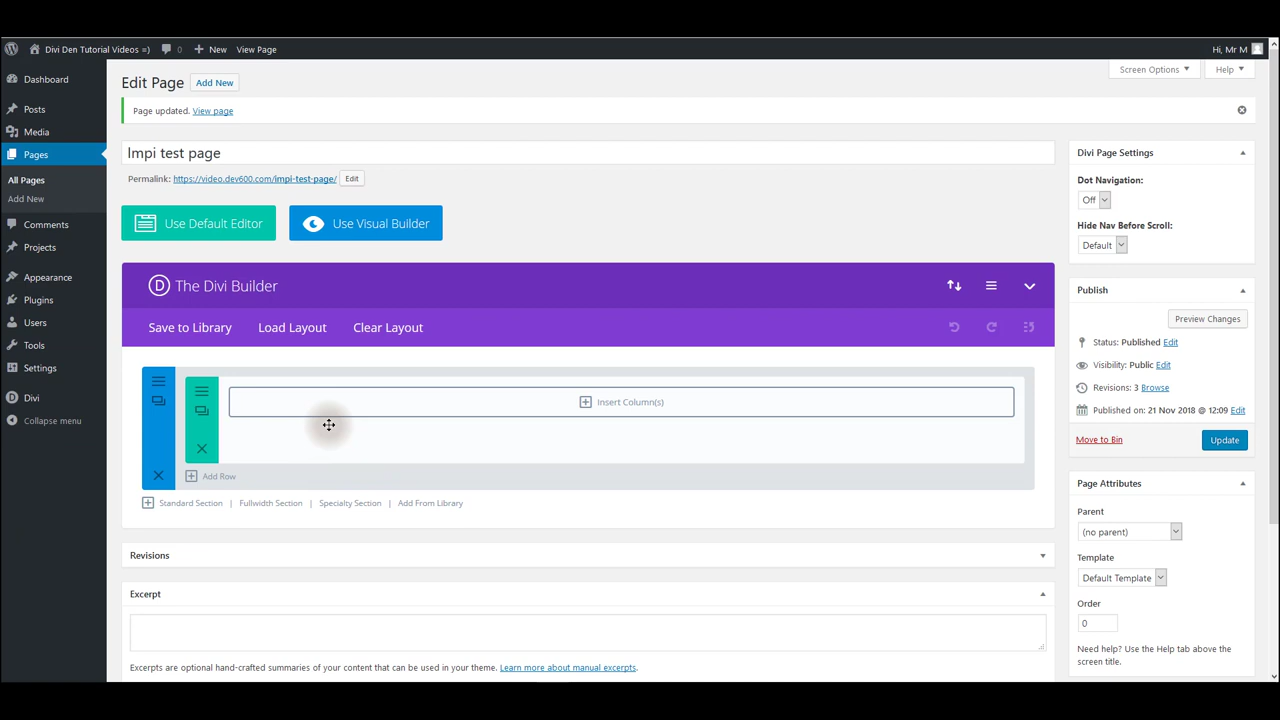 Divi Den Tutorial Videos =)
0
New
View Page
Hi, Mr M
Dashboard
Posts
Media
Pages
All Pages
Add New
Comments
Projects
Appearance
Plugins
Users
Tools
Settings
Divi
Collapse menu
Screen Options
Help
Edit Page
Add New
Page updated. View page
Impi test page
Permalink: https://video.dev600.com/impi-test-page/
Edit
Use Default Editor
Use Visual Builder
D
The Divi Builder
Save to Library
Load Layout
Clear Layout
Insert Column(s)
Add Row
Standard Section | Fullwidth Section | Specialty Section | Add From Library
Revisions
Excerpt
Excerpts are optional hand-crafted summaries of your content that can be used in your theme. Learn more about manual excerpts.
Divi Page Settings
Dot Navigation:
Off
Hide Nav Before Scroll:
Default
Publish
Preview Changes
Status: Published Edit
Visibility: Public Edit
Revisions: 3 Browse
Published on: 21 Nov 2018 @ 12:09 Edit
Move to Bin
Update
Page Attributes
Parent
(no parent)
Template
Default Template
Order
0
Need help? Use the Help tab above the
screen title.